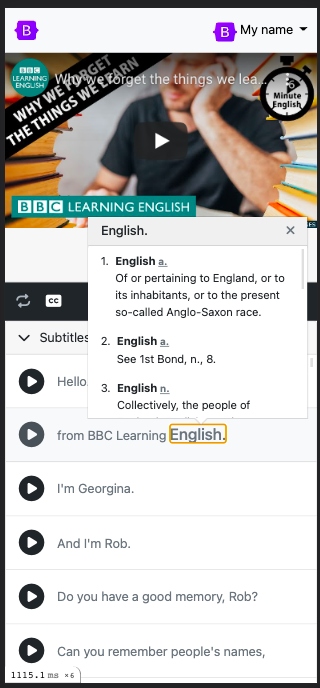 B
B My name
BBC
LEARNING
ENGLISH
Why we forget the things we lea...
WHY WE FORGET
THE THINGS WE LEARN
6
Minute
English
BBC LEARNING ENGLISH
English. ×
1. English a.
Of or pertaining to England, or to
its inhabitants, or to the present
so-called Anglo-Saxon race.
2. English a.
See 1st Bond, n., 8.
3. English n.
Collectively, the people of
CC
Subtitles
Hello.
from BBC Learning English.
I'm Georgina.
And I'm Rob.
Do you have a good memory, Rob?
Can you remember people's names,
1115.1 ms ×6